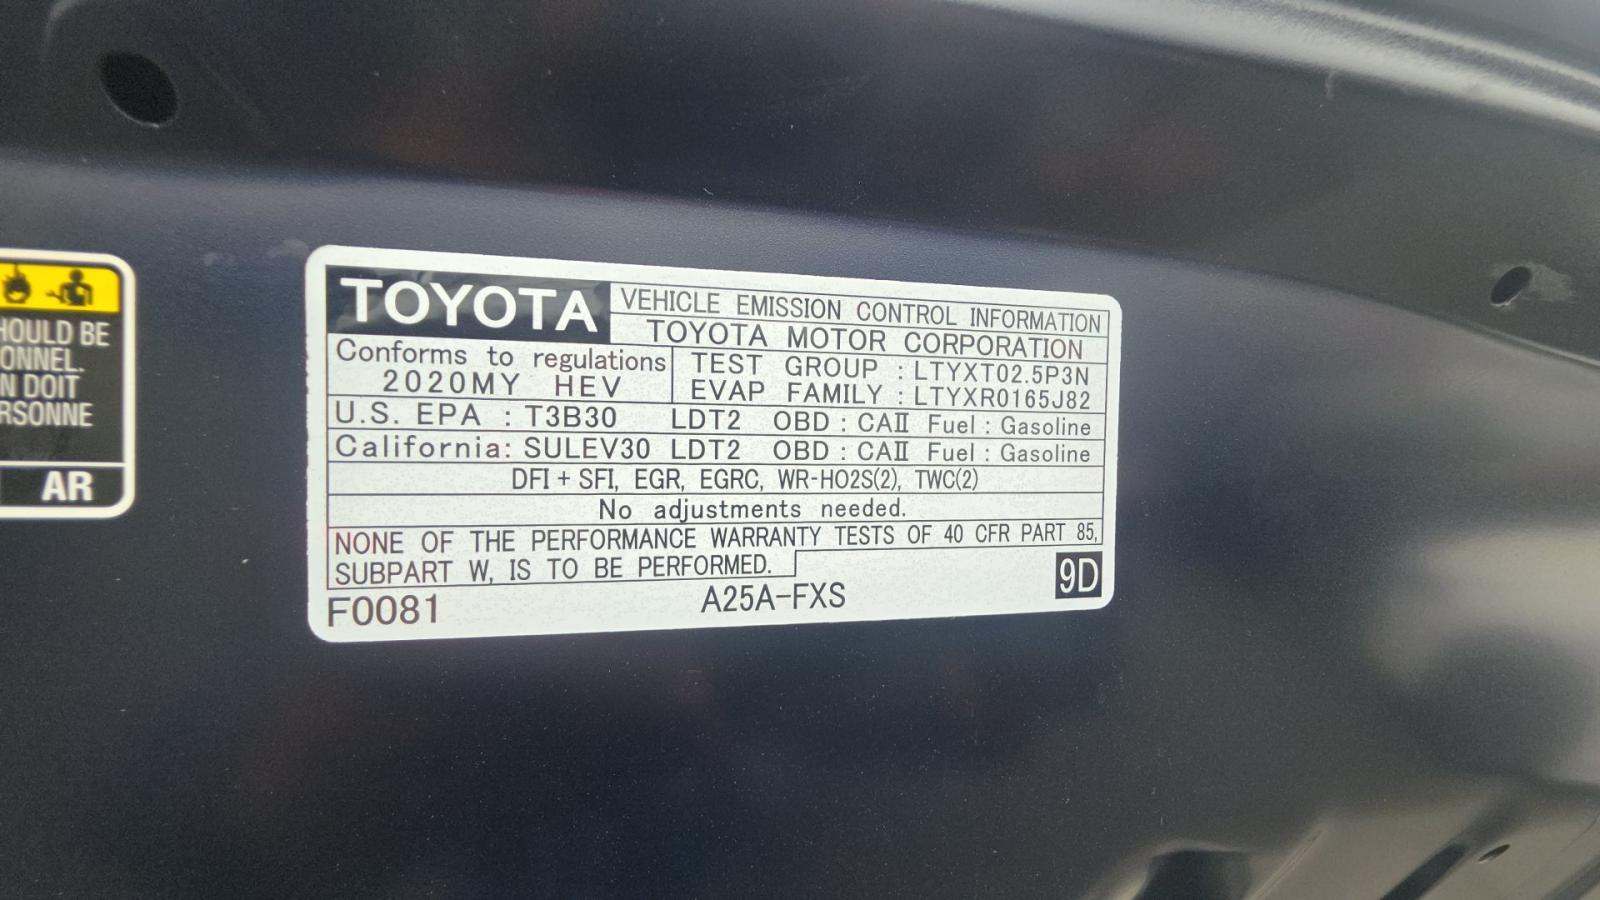 HOULD BE
ONNEL.
N DOIT
RSONNE
AR
TOYOTA
VEHICLE EMISSION CONTROL INFORMATION
TOYOTA MOTOR CORPORATION
Conforms to regulations
2020MY HEV
TEST GROUP : LTYXT02.5P3N
EVAP FAMILY : LTYXR0165J82
U.S. EPA : T3B30 LDT2 OBD : CAⅡ Fuel : Gasoline
California: SULEV30 LDT2 OBD : CAⅡ Fuel : Gasoline
DFI + SFI, EGR, EGRC, WR-HO2S(2), TWC(2)
No adjustments needed.
NONE OF THE PERFORMANCE WARRANTY TESTS OF 40 CFR PART 85,
SUBPART W, IS TO BE PERFORMED.
F0081 A25A-FXS 9D